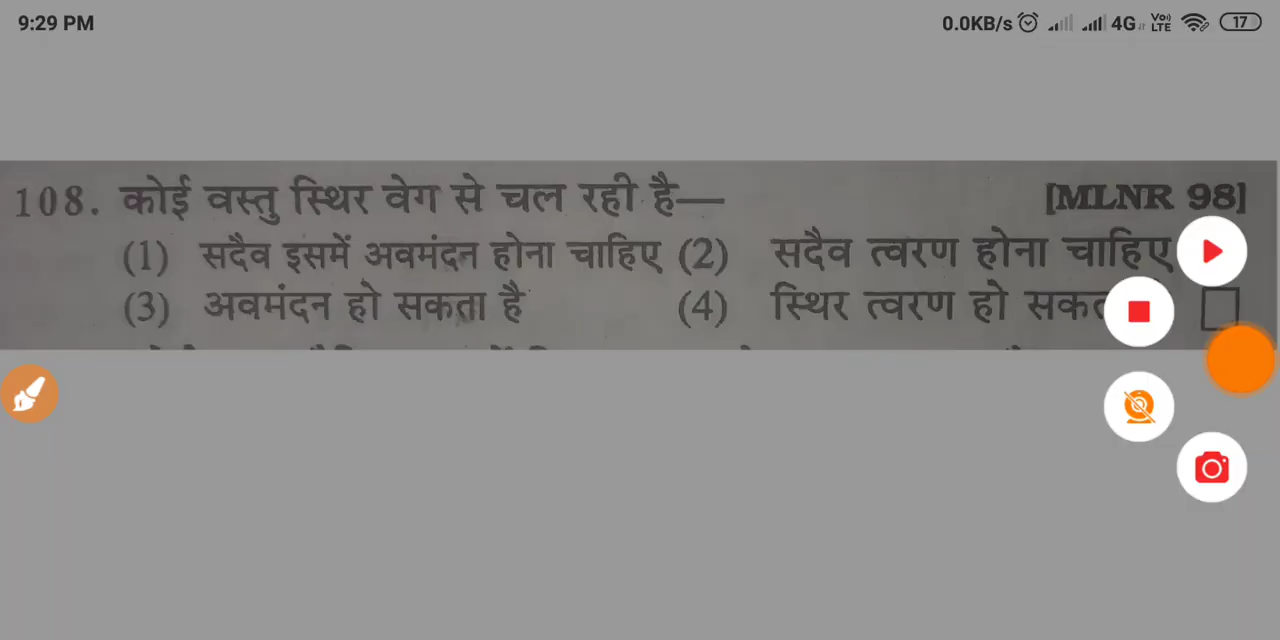 9:29 PM 0.0KB/s 4G Vo) LTE 17
108. कोई वस्तु स्थिर वेग से चल रही है— [MLNR 98]
(1) सदैव इसमें अवमंदन होना चाहिए (2) सदैव त्वरण होना चाहिए
(3) अवमंदन हो सकता है (4) स्थिर त्वरण हो